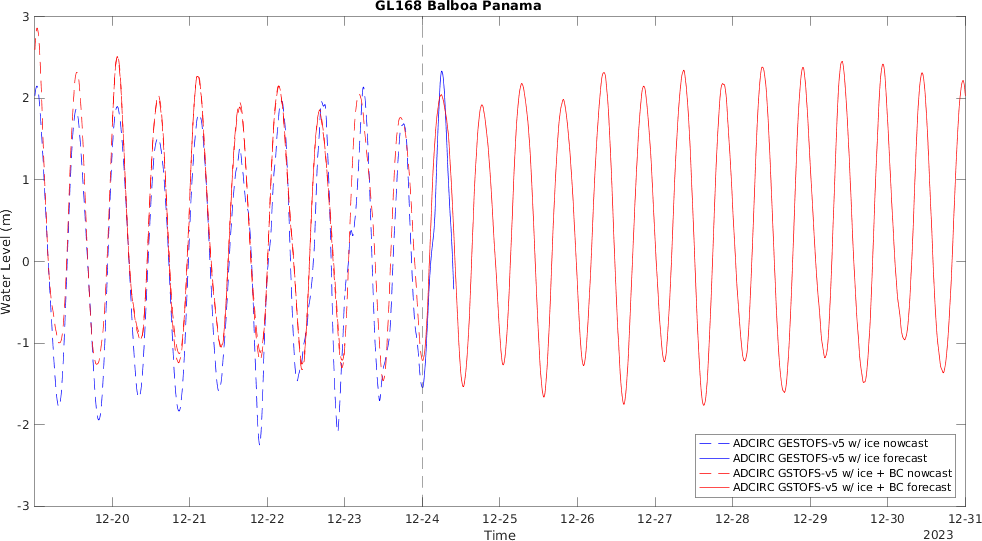 GL168 Balboa Panama
3
2
1
0
-1
-2
-3
Water Level (m)
ADCIRC GESTOFS-v5 w/ ice nowcast
ADCIRC GESTOFS-v5 w/ ice forecast
ADCIRC GSTOFS-v5 w/ ice + BC nowcast
ADCIRC GSTOFS-v5 w/ ice + BC forecast
12-20 12-21 12-22 12-23 12-24 12-25 12-26 12-27 12-28 12-29 12-30 12-31
Time
2023